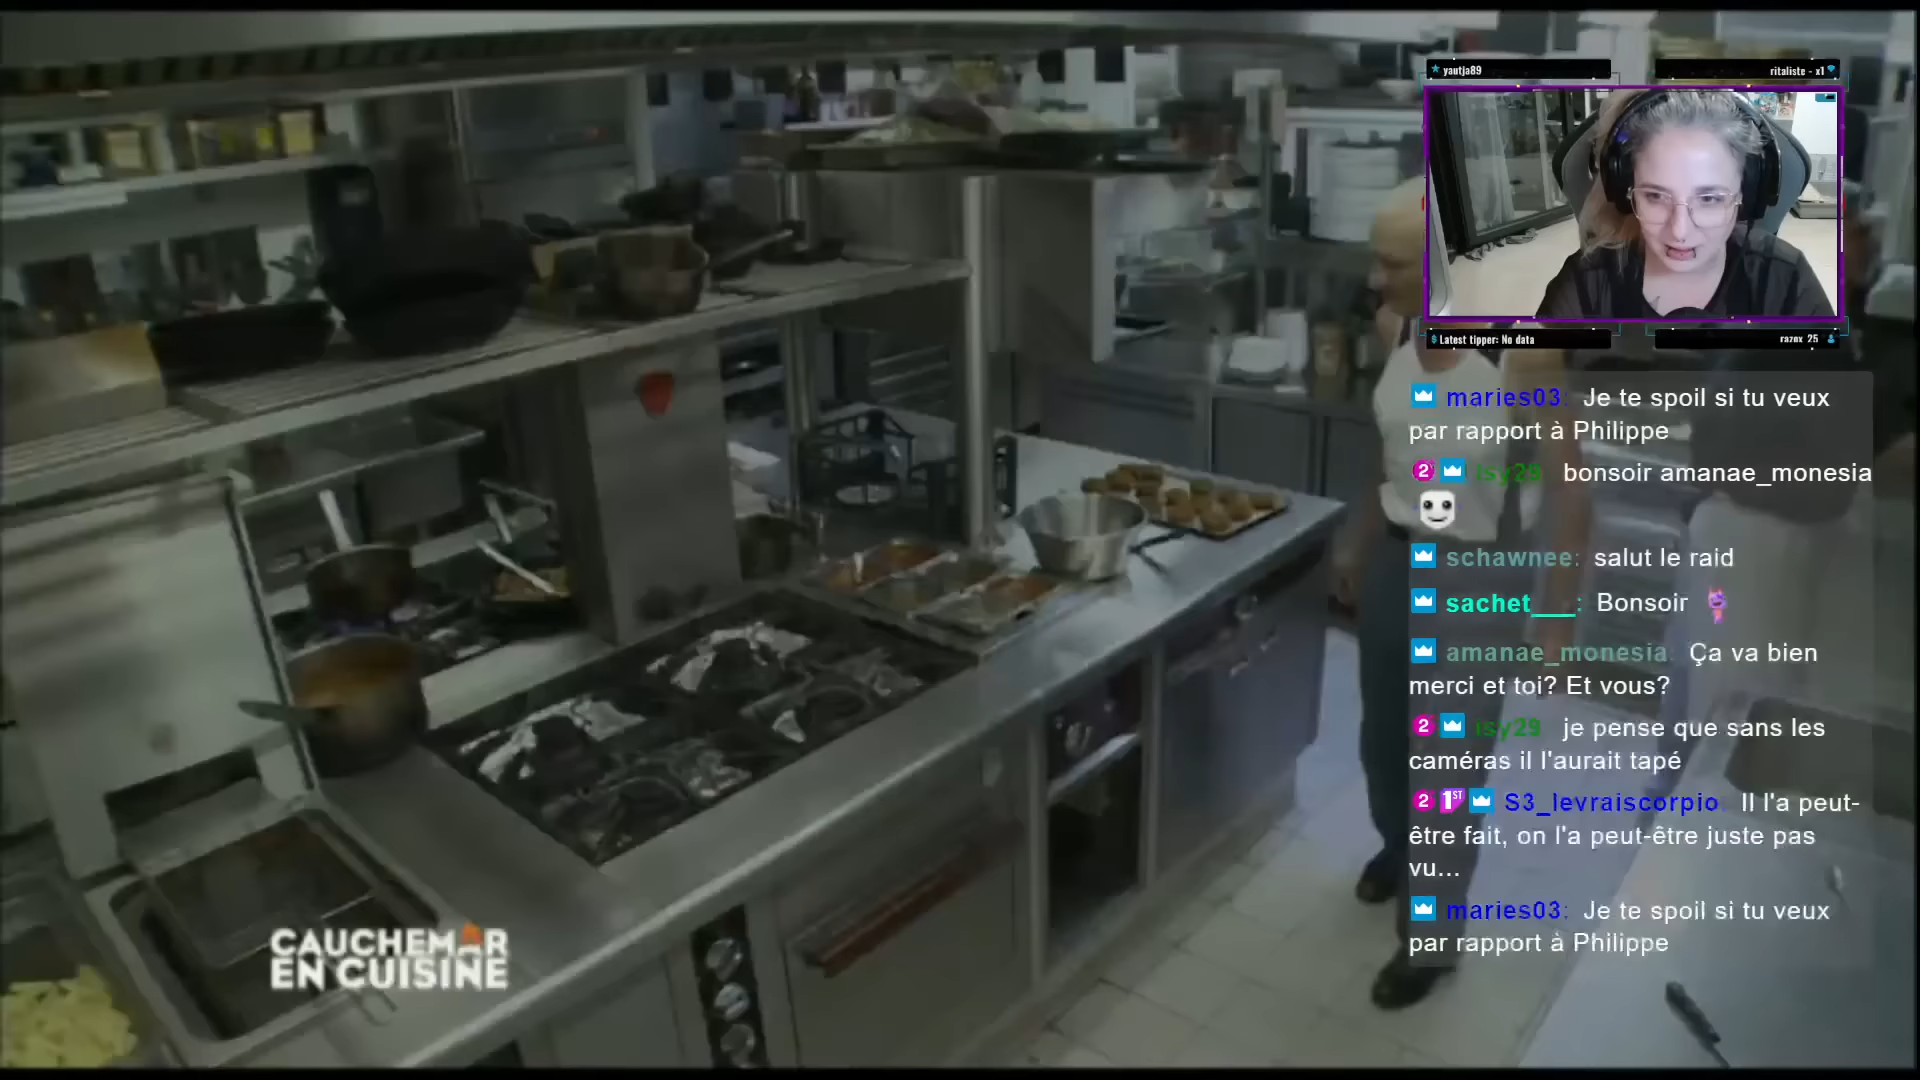 yautja89
ritaliste - x1
Latest tipper: No data
razox_25
maries03: Je te spoil si tu veux
par rapport à Philippe
isy29 bonsoir amanae_monesia
schawnee: salut le raid
sachet___: Bonsoir
amanae_monesia: Ça va bien
merci et toi? Et vous?
isy29 je pense que sans les
caméras il l'aurait tapé
S3_levraiscorpio Il l'a peut-
être fait, on l'a peut-être juste pas
vu...
maries03: Je te spoil si tu veux
par rapport à Philippe
CAUCHEMAR
EN CUISINE